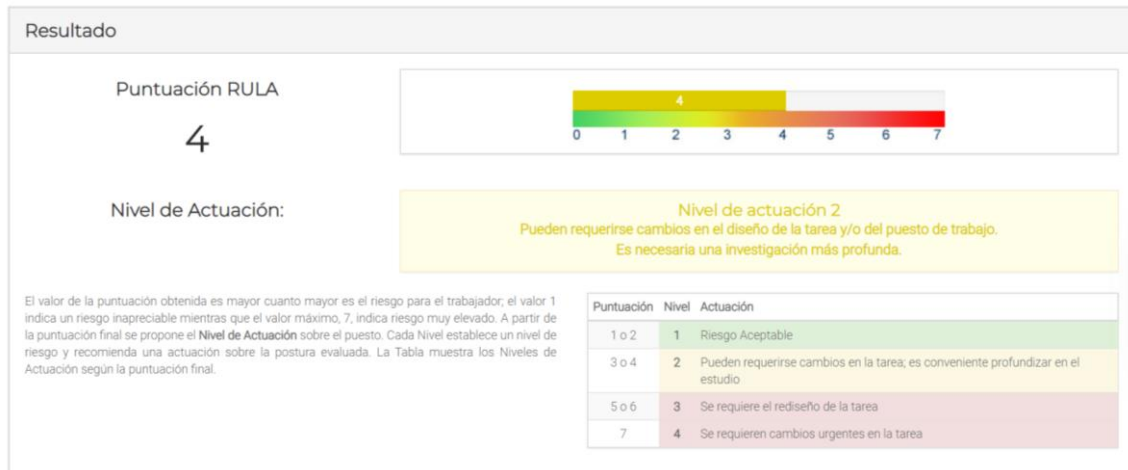 Resultado
Puntuación RULA
4
4
0 1 2 3 4 5 6 7
Nivel de Actuación:
Nivel de actuación 2
Pueden requerirse cambios en el diseño de la tarea y/o del puesto de trabajo.
Es necesaria una investigación más profunda.
El valor de la puntuación obtenida es mayor cuanto mayor es el riesgo para el trabajador; el valor 1
indica un riesgo inapreciable mientras que el valor máximo, 7, indica riesgo muy elevado. A partir de
la puntuación final se propone el Nivel de Actuación sobre el puesto. Cada Nivel establece un nivel de
riesgo y recomienda una actuación sobre la postura evaluada. La Tabla muestra los Niveles de
Actuación según la puntuación final.
Puntuación Nivel Actuación
1 o 2 1 Riesgo Aceptable
3 o 4 2 Pueden requerirse cambios en la tarea; es conveniente profundizar en el
estudio
5 o 6 3 Se requiere el rediseño de la tarea
7 4 Se requieren cambios urgentes en la tarea